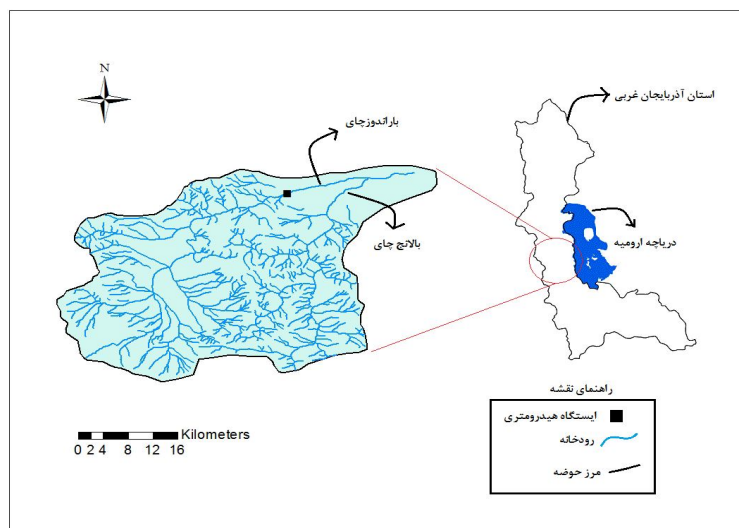 N
استان آذربایجان غربی
باراندوزچای
بالانج چای
دریاچه ارومیه
راهنمای نقشه
ایستگاه هیدرومتری
رودخانه
مرز حوضه
Kilometers
0 2 4 8 12 16